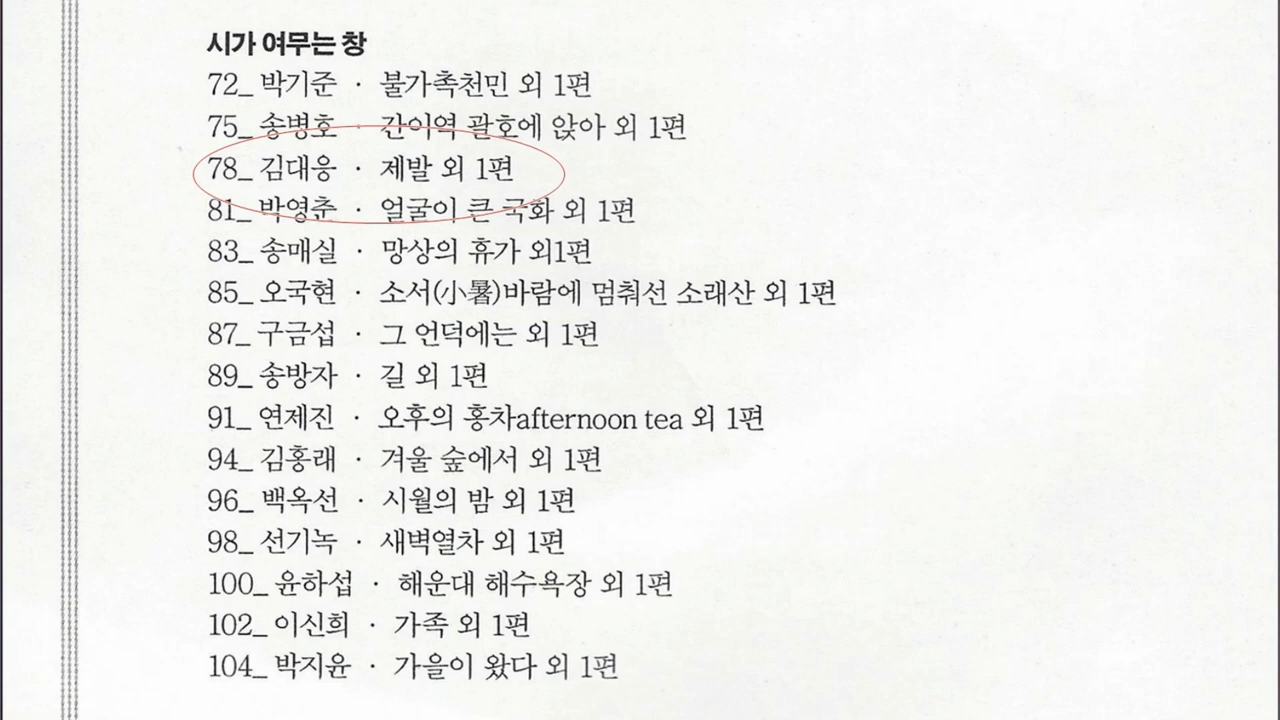 시가 여무는 창
72_ 박기준 · 불가촉천민 외 1편
75_ 송병호 · 간이역 괄호에 앉아 외 1편
78_ 김대웅 · 제발 외 1편
81_ 박영춘 · 얼굴이 큰 국화 외 1편
83_ 송매실 · 망상의 휴가 외1편
85_ 오국현 · 소서(小暑)바람에 멈춰선 소래산 외 1편
87_ 구금섭 · 그 언덕에는 외 1편
89_ 송방자 · 길 외 1편
91_ 연제진 · 오후의 홍차afternoon tea 외 1편
94_ 김홍래 · 겨울 숲에서 외 1편
96_ 백옥선 · 시월의 밤 외 1편
98_ 선기녹 · 새벽열차 외 1편
100_ 윤하섭 · 해운대 해수욕장 외 1편
102_ 이신희 · 가족 외 1편
104_ 박지윤 · 가을이 왔다 외 1편